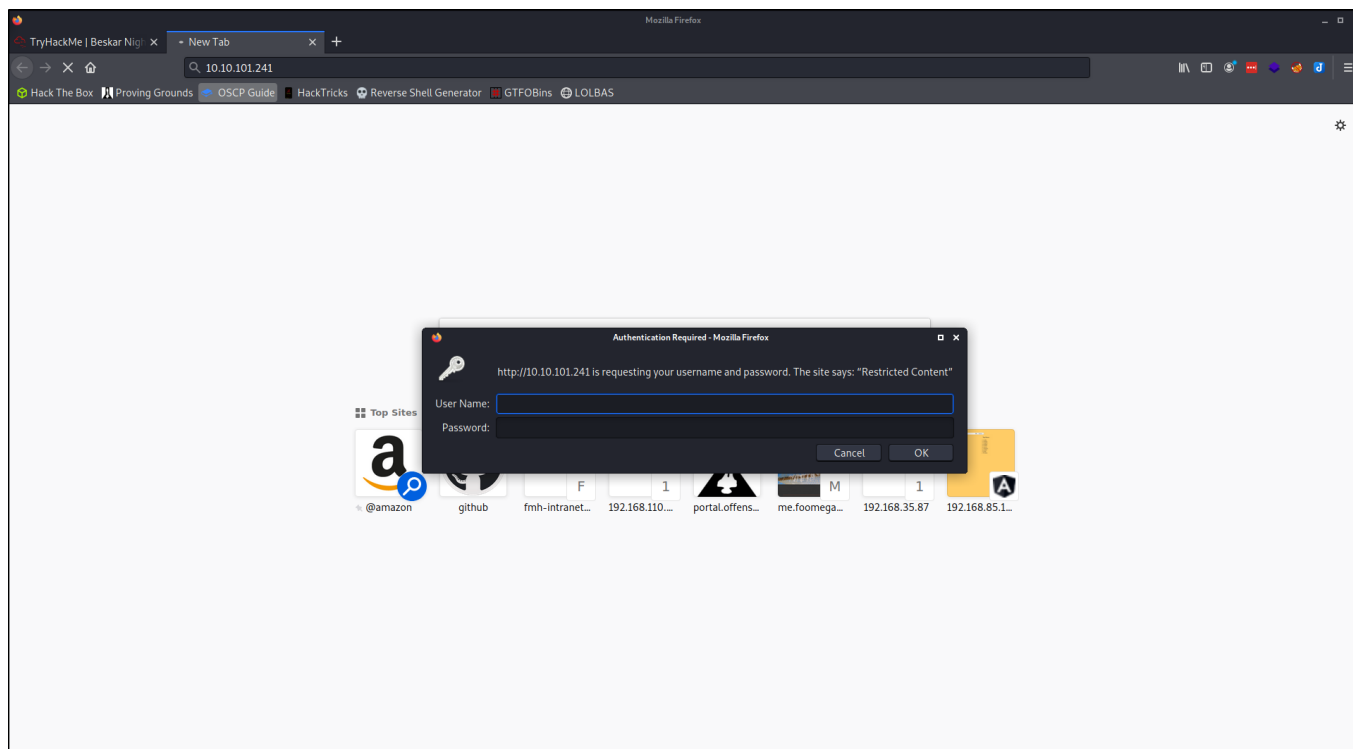 Mozilla Firefox
TryHackMe | Beskar Nigh
New Tab
10.10.101.241
Hack The Box Proving Grounds OSCP Guide HackTricks Reverse Shell Generator GTFOBins LOLBAS
Authentication Required - Mozilla Firefox
http://10.10.101.241 is requesting your username and password. The site says: “Restricted Content”
User Name:
Password:
Cancel OK
Top Sites
a
F 1 M 1
@amazon github fmh-intranet... 192.168.110.... portal.offens... me.foomega... 192.168.35.87 192.168.85.1...